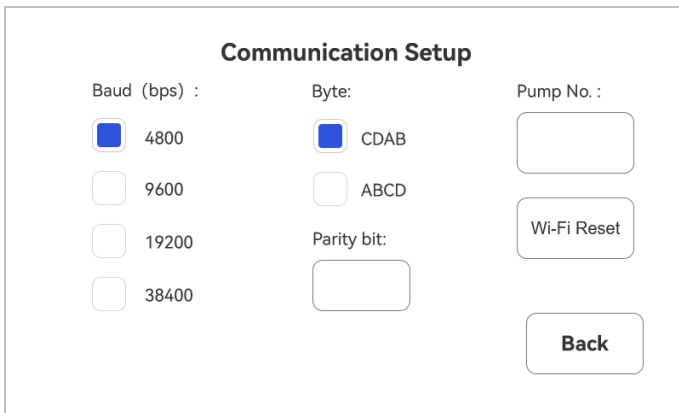 Communication Setup
Baud (bps) :
4800
9600
19200
38400
Byte:
CDAB
ABCD
Parity bit:
Pump No. :
Wi-Fi Reset
Back